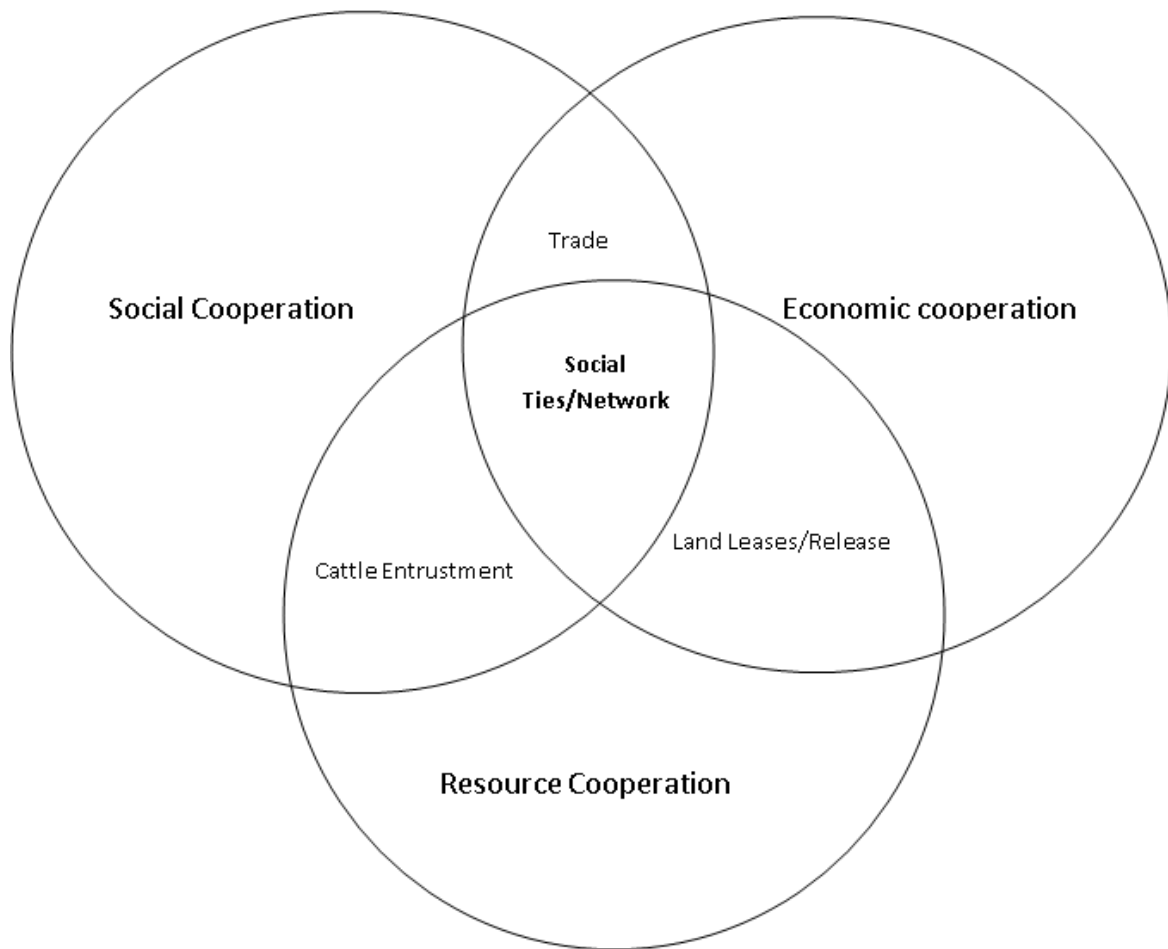 Trade
Social Cooperation
Economic cooperation
Social
Ties/Network
Land Leases/Release
Cattle Entrustment
Resource Cooperation